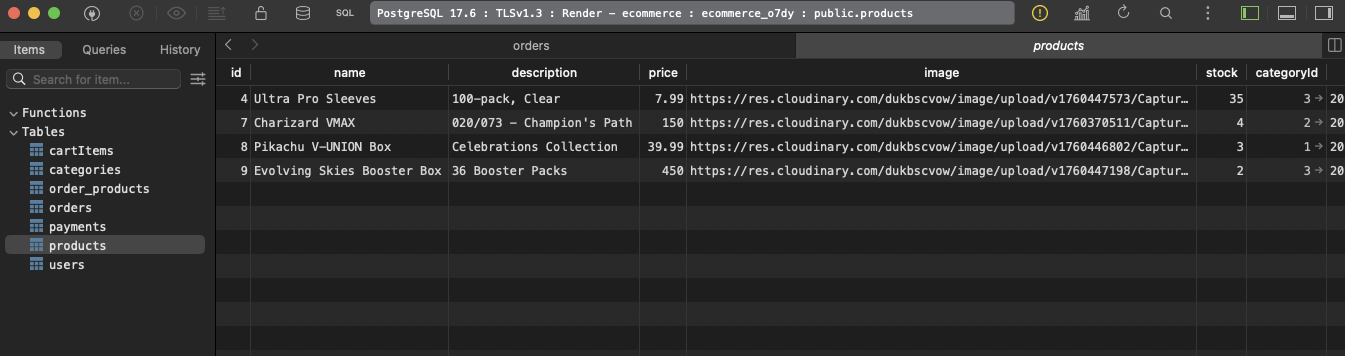 SQL PostgreSQL 17.6 : TLSv1.3 : Render - ecommerce : ecommerce_o7dy : public.products
Items Queries History
Search for item...
Functions
Tables
cartItems
categories
order_products
orders
payments
products
users
orders products
id name description price image stock categoryId
4 Ultra Pro Sleeves 100-pack, Clear 7.99 https://res.cloudinary.com/dukbscvow/image/upload/v1760447573/Captur… 35 3 → 20
7 Charizard VMAX 020/073 - Champion's Path 150 https://res.cloudinary.com/dukbscvow/image/upload/v1760370511/Captur… 4 2 → 20
8 Pikachu V-UNION Box Celebrations Collection 39.99 https://res.cloudinary.com/dukbscvow/image/upload/v1760446802/Captur… 3 1 → 20
9 Evolving Skies Booster Box 36 Booster Packs 450 https://res.cloudinary.com/dukbscvow/image/upload/v1760447198/Captur… 2 3 → 20